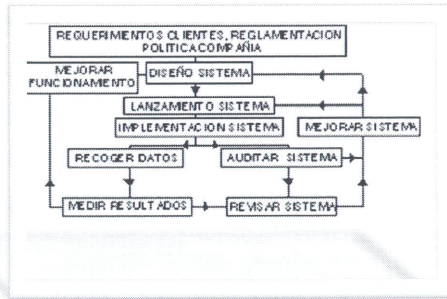 REQUERIMIENTOS CLIENTES, REGLAMENTACION
POLITICA COMPAÑIA
MEJORAR
FUNCIONAMIENTO
DISEÑO SISTEMA
LANZAMIENTO SISTEMA
IMPLEMENTACION SISTEMA
MEJORAR SISTEMA
RECOGER DATOS
AUDITAR SISTEMA
MEDIR RESULTADOS
REVISAR SISTEMA